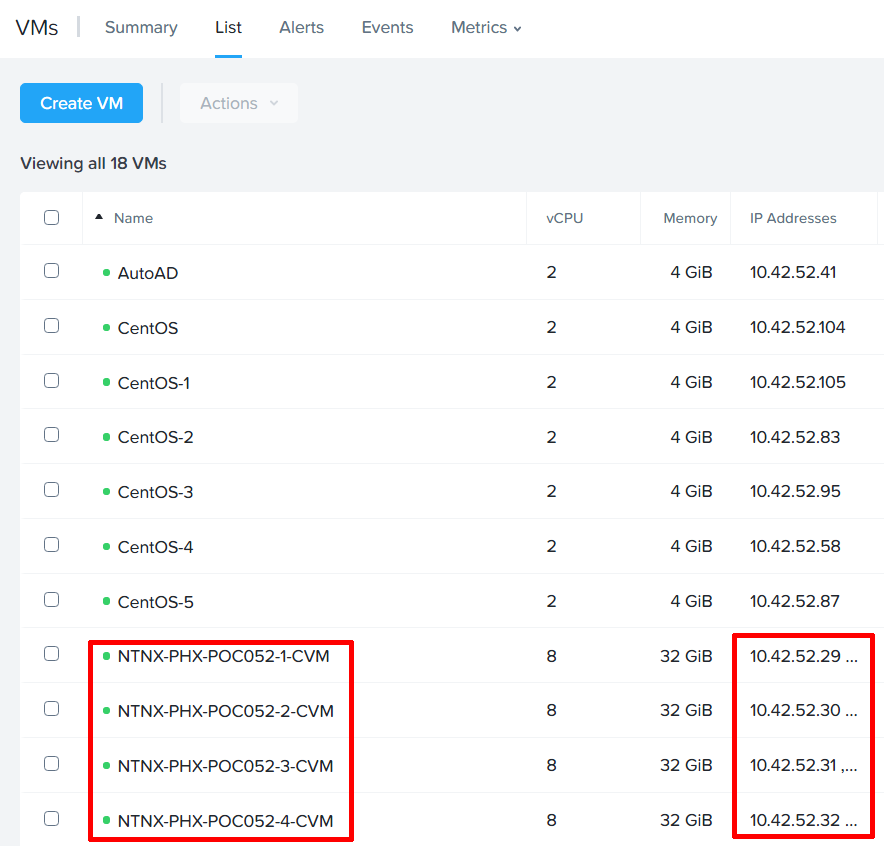 VMs Summary List Alerts Events Metrics
Create VM Actions
Viewing all 18 VMs
Name vCPU Memory IP Addresses
AutoAD 2 4 GiB 10.42.52.41
CentOS 2 4 GiB 10.42.52.104
CentOS-1 2 4 GiB 10.42.52.105
CentOS-2 2 4 GiB 10.42.52.83
CentOS-3 2 4 GiB 10.42.52.95
CentOS-4 2 4 GiB 10.42.52.58
CentOS-5 2 4 GiB 10.42.52.87
NTNX-PHX-POC052-1-CVM 8 32 GiB 10.42.52.29 ...
NTNX-PHX-POC052-2-CVM 8 32 GiB 10.42.52.30 ...
NTNX-PHX-POC052-3-CVM 8 32 GiB 10.42.52.31 ,...
NTNX-PHX-POC052-4-CVM 8 32 GiB 10.42.52.32 ...